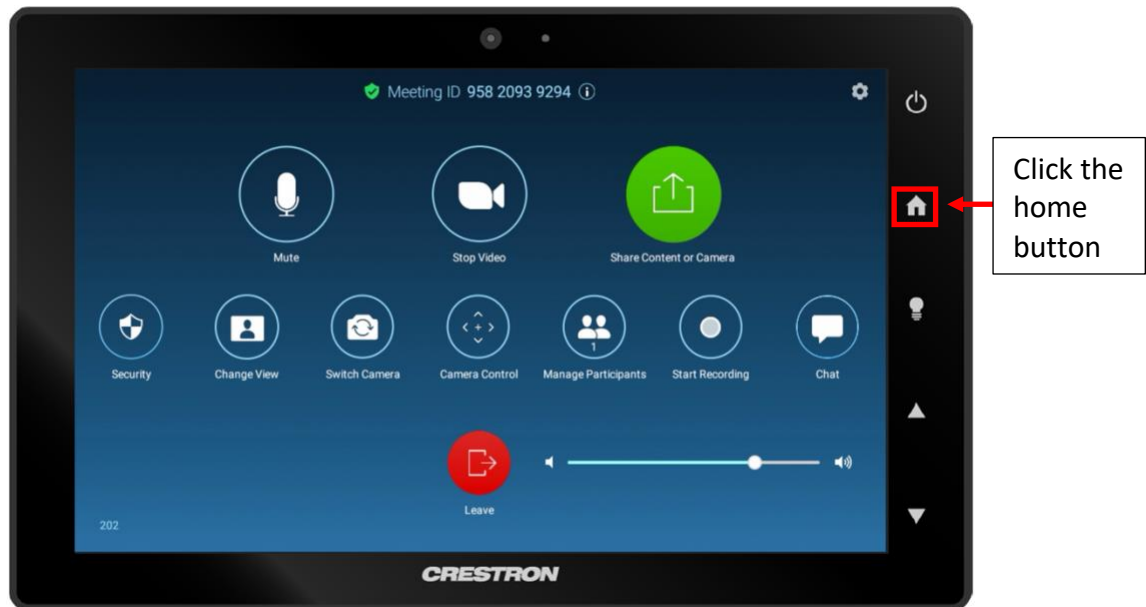 Meeting ID 958 2093 9294
Mute
Stop Video
Share Content or Camera
Click the
home
button
Security
Change View
Switch Camera
Camera Control
1
Manage Participants
Start Recording
Chat
Leave
202
CRESTRON